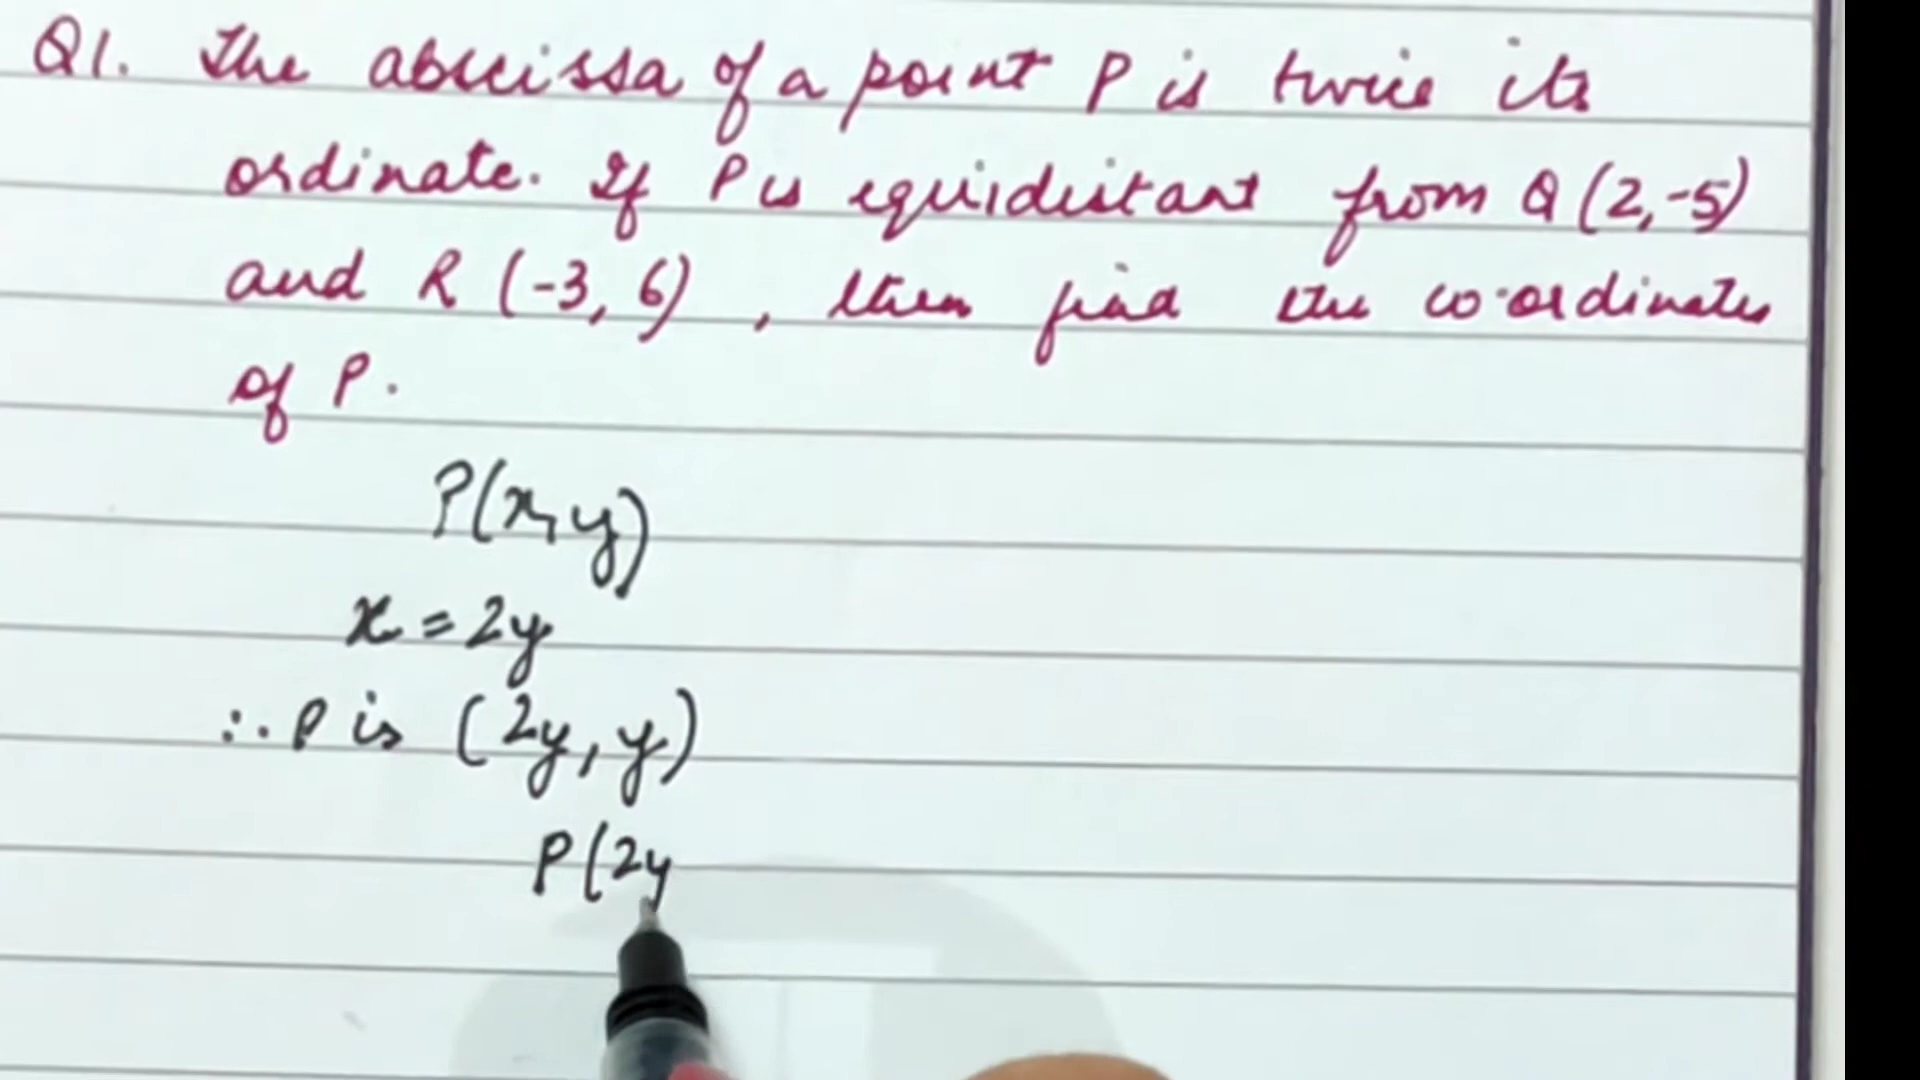 Q1. The abscissa of a point P is twice its
ordinate. If P is equidistant from Q (2,-5)
and R (-3, 6) , then find the co-ordinates
of P.
P(x, y)
x = 2y
∴ P is (2y, y)
P(2y